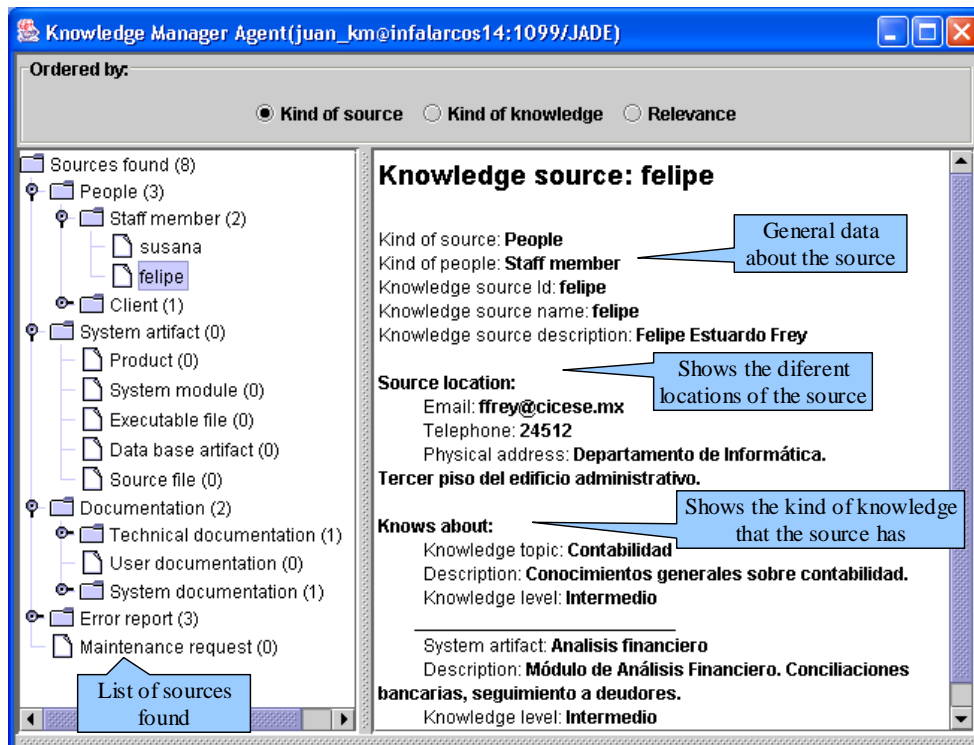 Knowledge Manager Agent(juan_km@infalarcos14:1099/JADE)
Ordered by:
Kind of source
Kind of knowledge
Relevance
Sources found (8)
People (3)
Staff member (2)
susana
felipe
Client (1)
System artifact (0)
Product (0)
System module (0)
Executable file (0)
Data base artifact (0)
Source file (0)
Documentation (2)
Technical documentation (1)
User documentation (0)
System documentation (1)
Error report (3)
Maintenance request (0)
List of sources
found
Knowledge source: felipe
Kind of source: People
Kind of people: Staff member
Knowledge source Id: felipe
Knowledge source name: felipe
Knowledge source description: Felipe Estuardo Frey
General data
about the source
Source location:
Email: ffrey@cicese.mx
Telephone: 24512
Physical address: Departamento de Informática.
Tercer piso del edificio administrativo.
Shows the diferent
locations of the source
Knows about:
Knowledge topic: Contabilidad
Description: Conocimientos generales sobre contabilidad.
Knowledge level: Intermedio
Shows the kind of knowledge
that the source has
System artifact: Analisis financiero
Description: Módulo de Análisis Financiero. Conciliaciones
bancarias, seguimiento a deudores.
Knowledge level: Intermedio